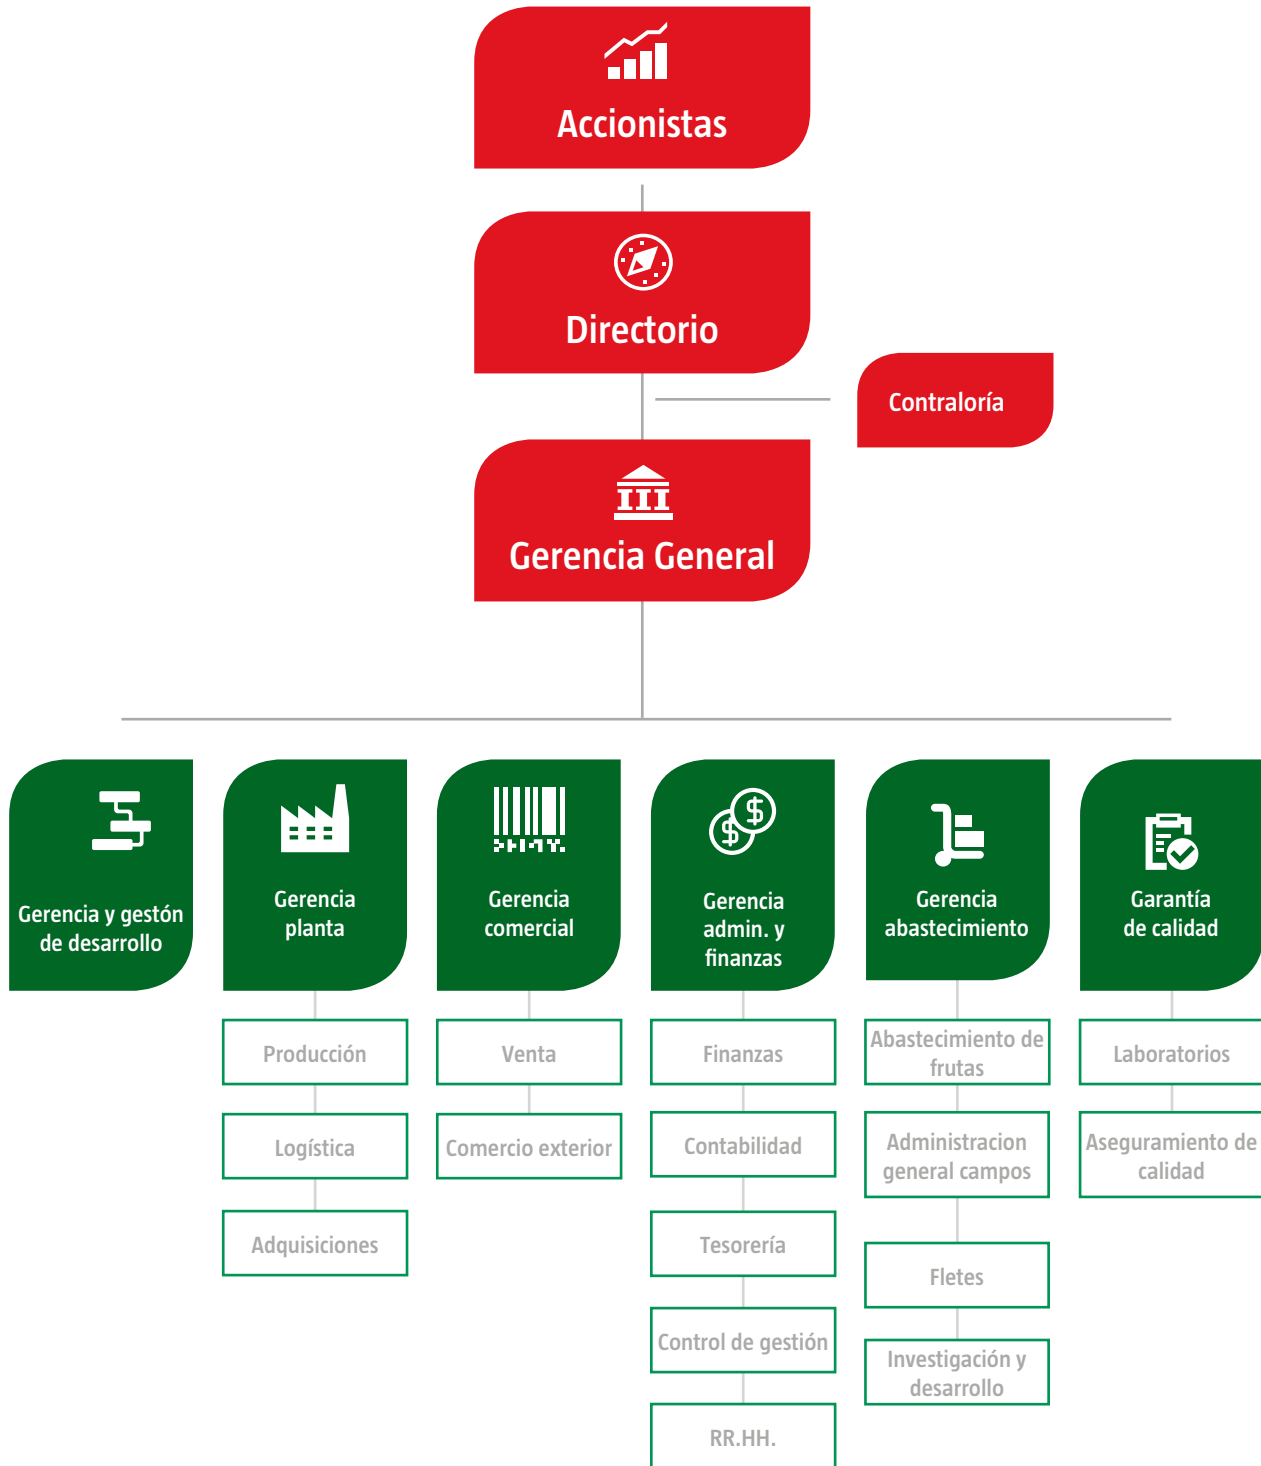 Accionistas
Directorio
Contraloría
Gerencia General
Gerencia y gestón
de desarrollo
Gerencia
planta
Gerencia
comercial
Gerencia
admin. y
finanzas
Gerencia
abastecimiento
Garantía
de calidad
Producción
Logística
Adquisiciones
Venta
Comercio exterior
Finanzas
Contabilidad
Tesorería
Control de gestión
RR.HH.
Abastecimiento de
frutas
Administracion
general campos
Fletes
Investigación y
desarrollo
Laboratorios
Aseguramiento de
calidad